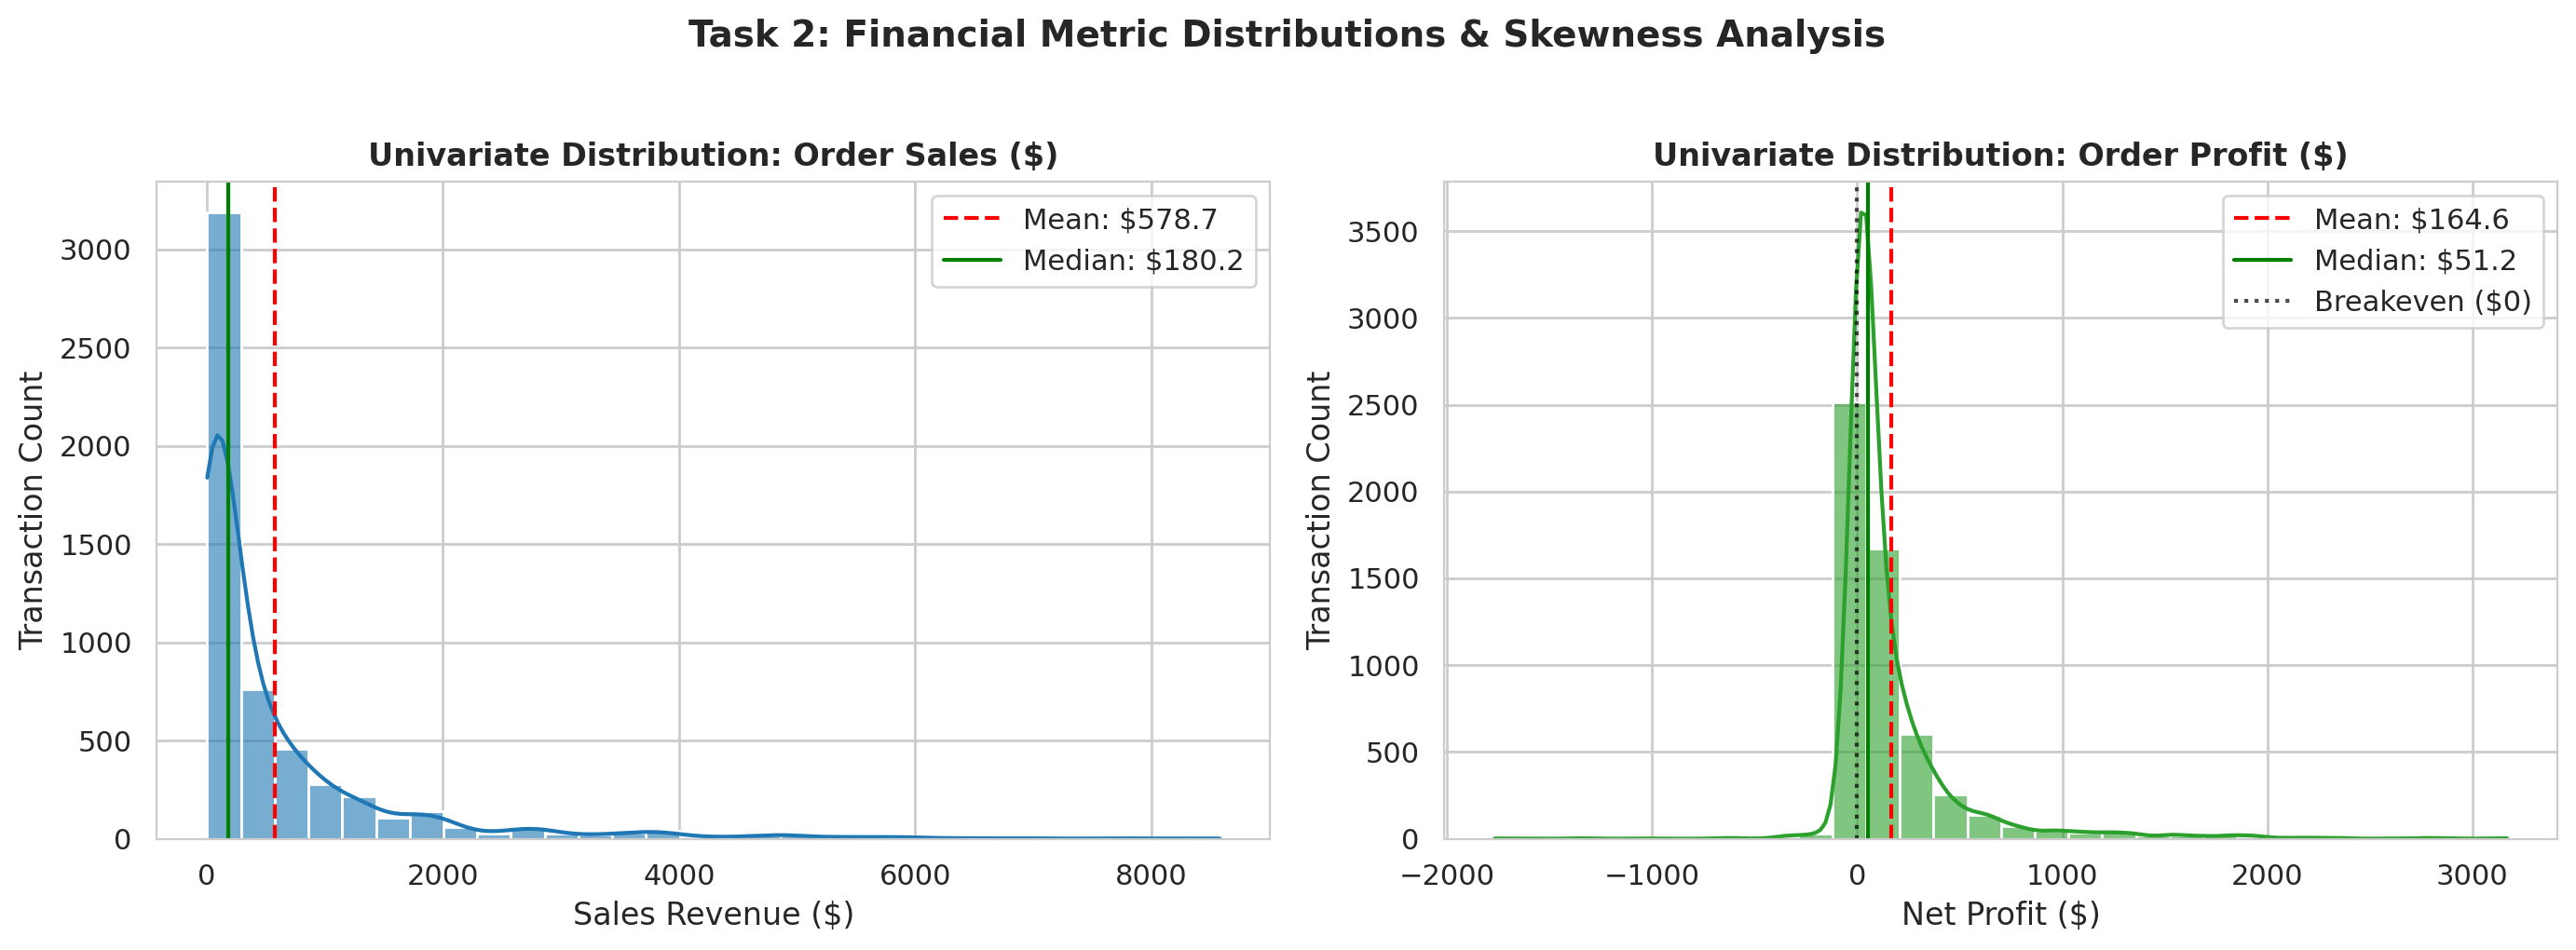 Task 2: Financial Metric Distributions & Skewness Analysis
Univariate Distribution: Order Sales ($)
Mean: $578.7
Median: $180.2
Transaction Count
3000
2500
2000
1500
1000
500
0
0
2000
4000
6000
8000
Sales Revenue ($)
Univariate Distribution: Order Profit ($)
Mean: $164.6
Median: $51.2
Breakeven ($0)
Transaction Count
3500
3000
2500
2000
1500
1000
500
0
−2000
−1000
0
1000
2000
3000
Net Profit ($)